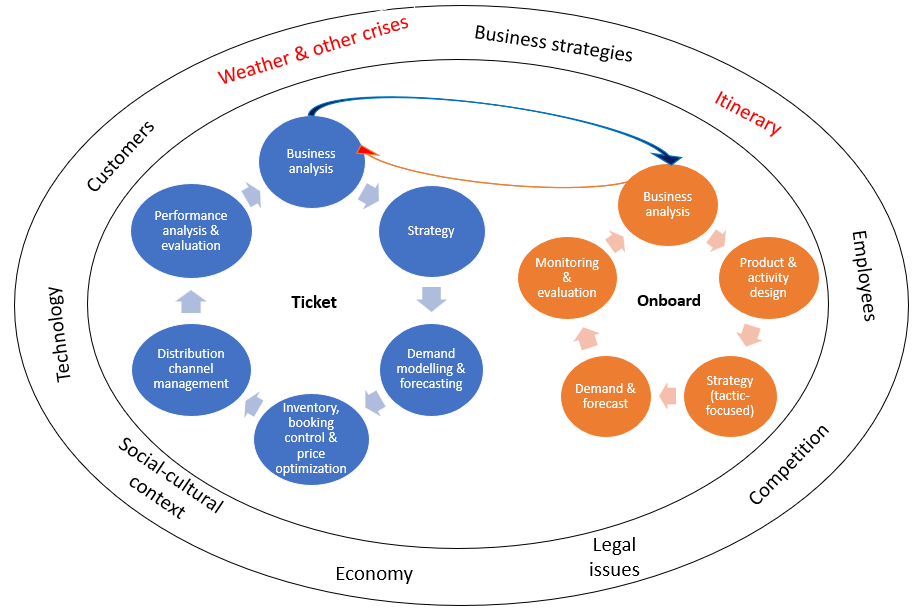 Weather & other crises
Business strategies
Itinerary
Customers
Employees
Technology
Competition
Social-cultural
context
Legal
issues
Economy
Business
analysis
Strategy
Demand
modelling &
forecasting
Inventory,
booking
control &
price
optimization
Distribution
channel
management
Performance
analysis &
evaluation
Ticket
Business
analysis
Product &
activity
design
Strategy
(tactic-
focused)
Demand &
forecast
Monitoring
&
evaluation
Onboard